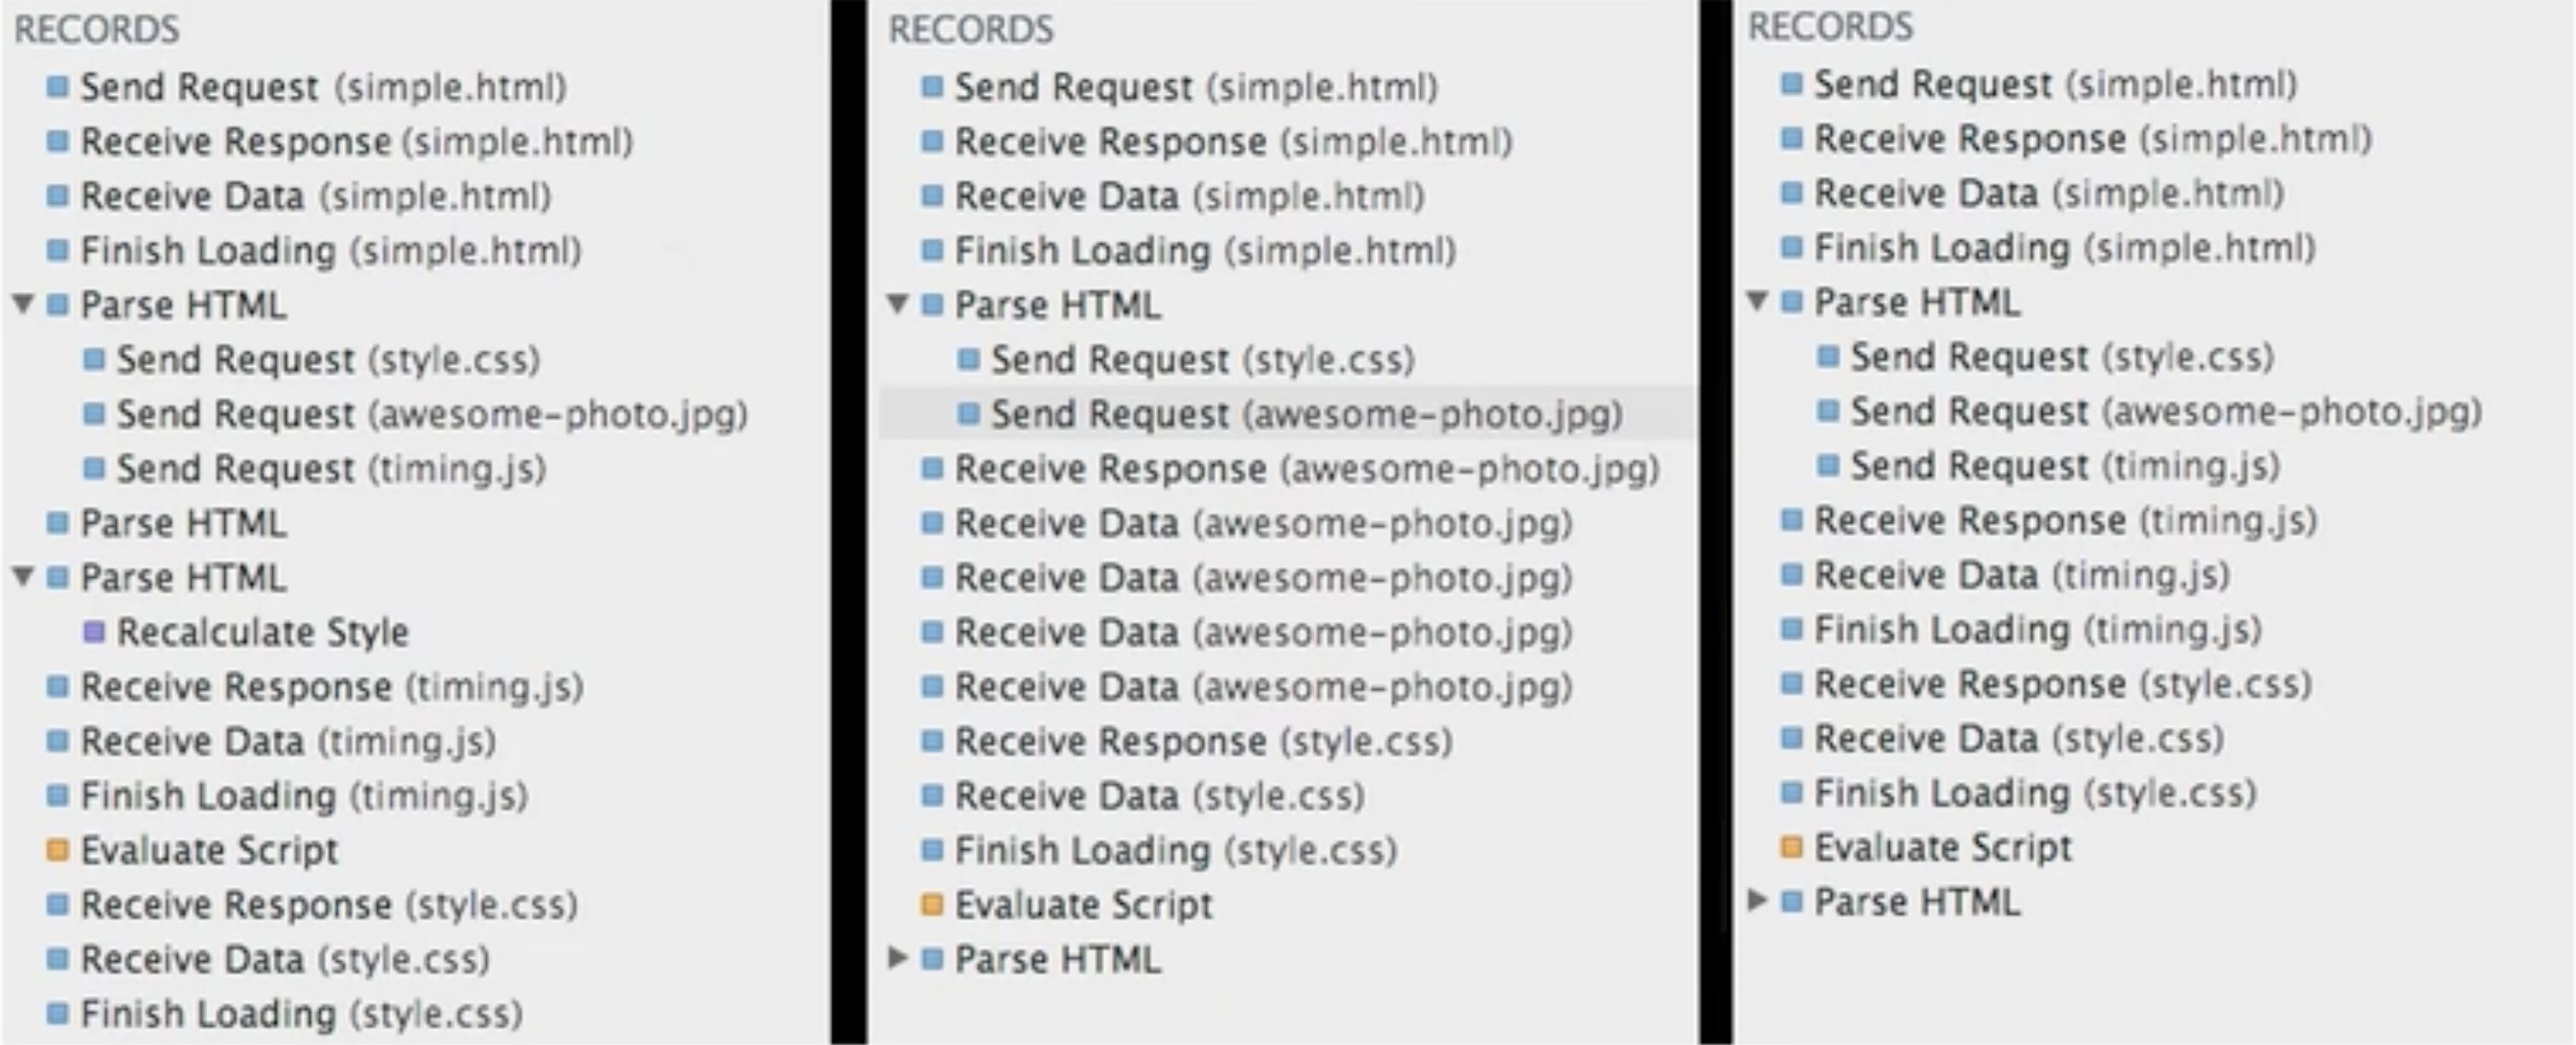 RECORDS
Send Request (simple.html)
Receive Response (simple.html)
Receive Data (simple.html)
Finish Loading (simple.html)
Parse HTML
Send Request (style.css)
Send Request (awesome-photo.jpg)
Send Request (timing.js)
Parse HTML
Parse HTML
Recalculate Style
Receive Response (timing.js)
Receive Data (timing.js)
Finish Loading (timing.js)
Evaluate Script
Receive Response (style.css)
Receive Data (style.css)
Finish Loading (style.css)
RECORDS
Send Request (simple.html)
Receive Response (simple.html)
Receive Data (simple.html)
Finish Loading (simple.html)
Parse HTML
Send Request (style.css)
Send Request (awesome-photo.jpg)
Receive Response (awesome-photo.jpg)
Receive Data (awesome-photo.jpg)
Receive Data (awesome-photo.jpg)
Receive Data (awesome-photo.jpg)
Receive Data (awesome-photo.jpg)
Receive Response (style.css)
Receive Data (style.css)
Finish Loading (style.css)
Evaluate Script
Parse HTML
RECORDS
Send Request (simple.html)
Receive Response (simple.html)
Receive Data (simple.html)
Finish Loading (simple.html)
Parse HTML
Send Request (style.css)
Send Request (awesome-photo.jpg)
Send Request (timing.js)
Receive Response (timing.js)
Receive Data (timing.js)
Finish Loading (timing.js)
Receive Response (style.css)
Receive Data (style.css)
Finish Loading (style.css)
Evaluate Script
Parse HTML